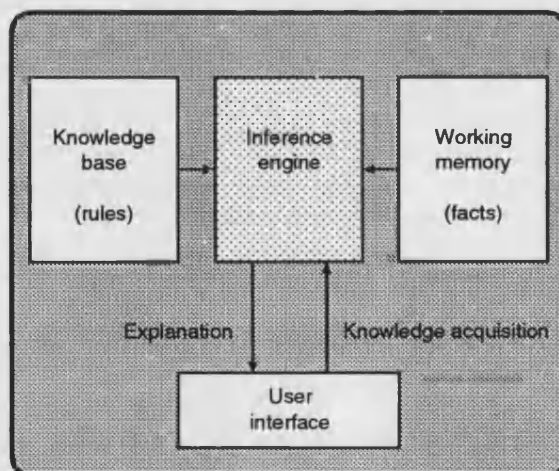 Knowledge
base
(rules)
Inference
engine
Working
memory
(facts)
Explanation
Knowledge acquisition
User
interface